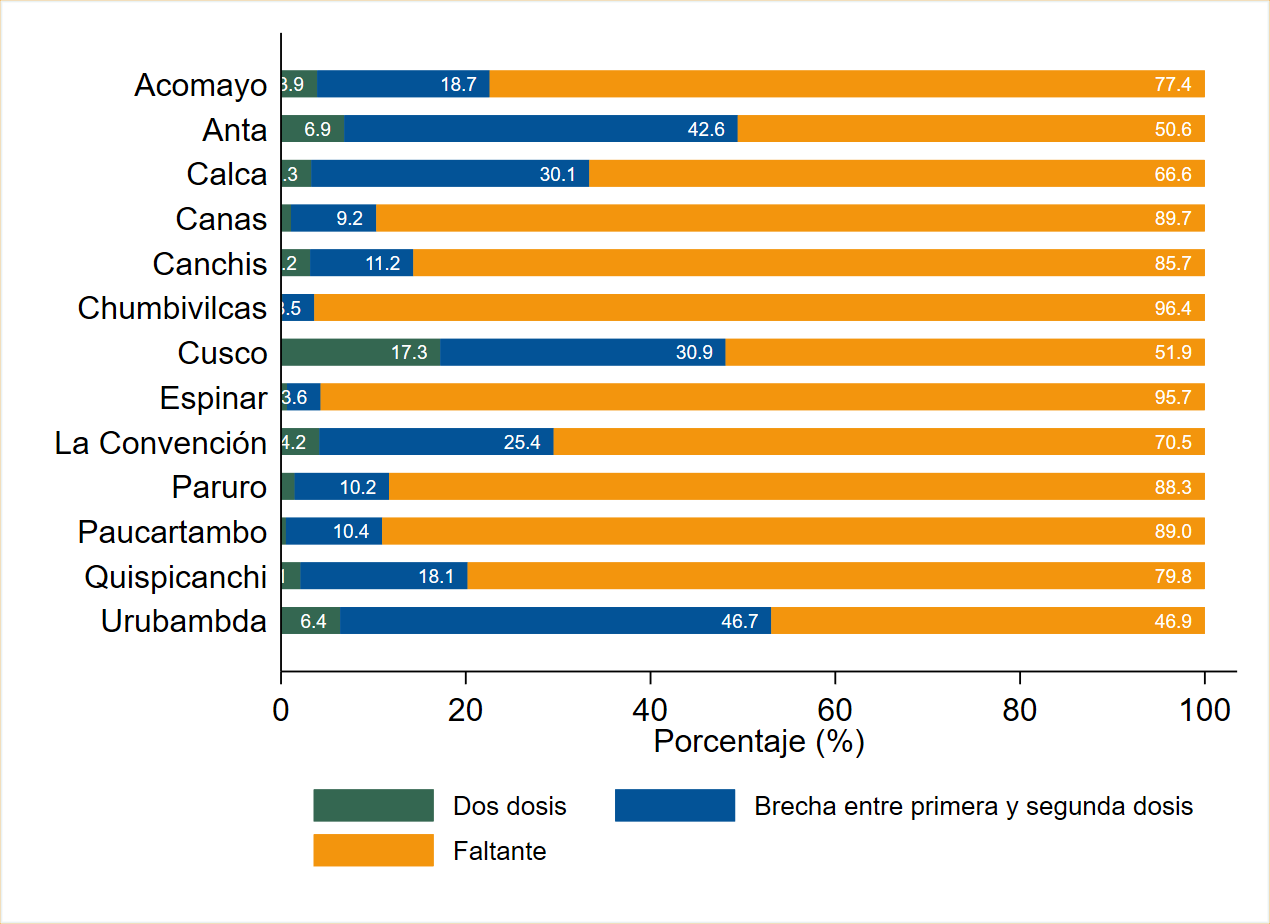 Acomayo 3.9 18.7 77.4
Anta 6.9 42.6 50.6
Calca .3 30.1 66.6
Canas 9.2 89.7
Canchis .2 11.2 85.7
Chumbivilcas 3.5 96.4
Cusco 17.3 30.9 51.9
Espinar 3.6 95.7
La Convención 4.2 25.4 70.5
Paruro 10.2 88.3
Paucartambo 10.4 89.0
Quispicanchi 18.1 79.8
Urubambda 6.4 46.7 46.9
0 20 40 60 80 100
Porcentaje (%)
Dos dosis Brecha entre primera y segunda dosis
Faltante